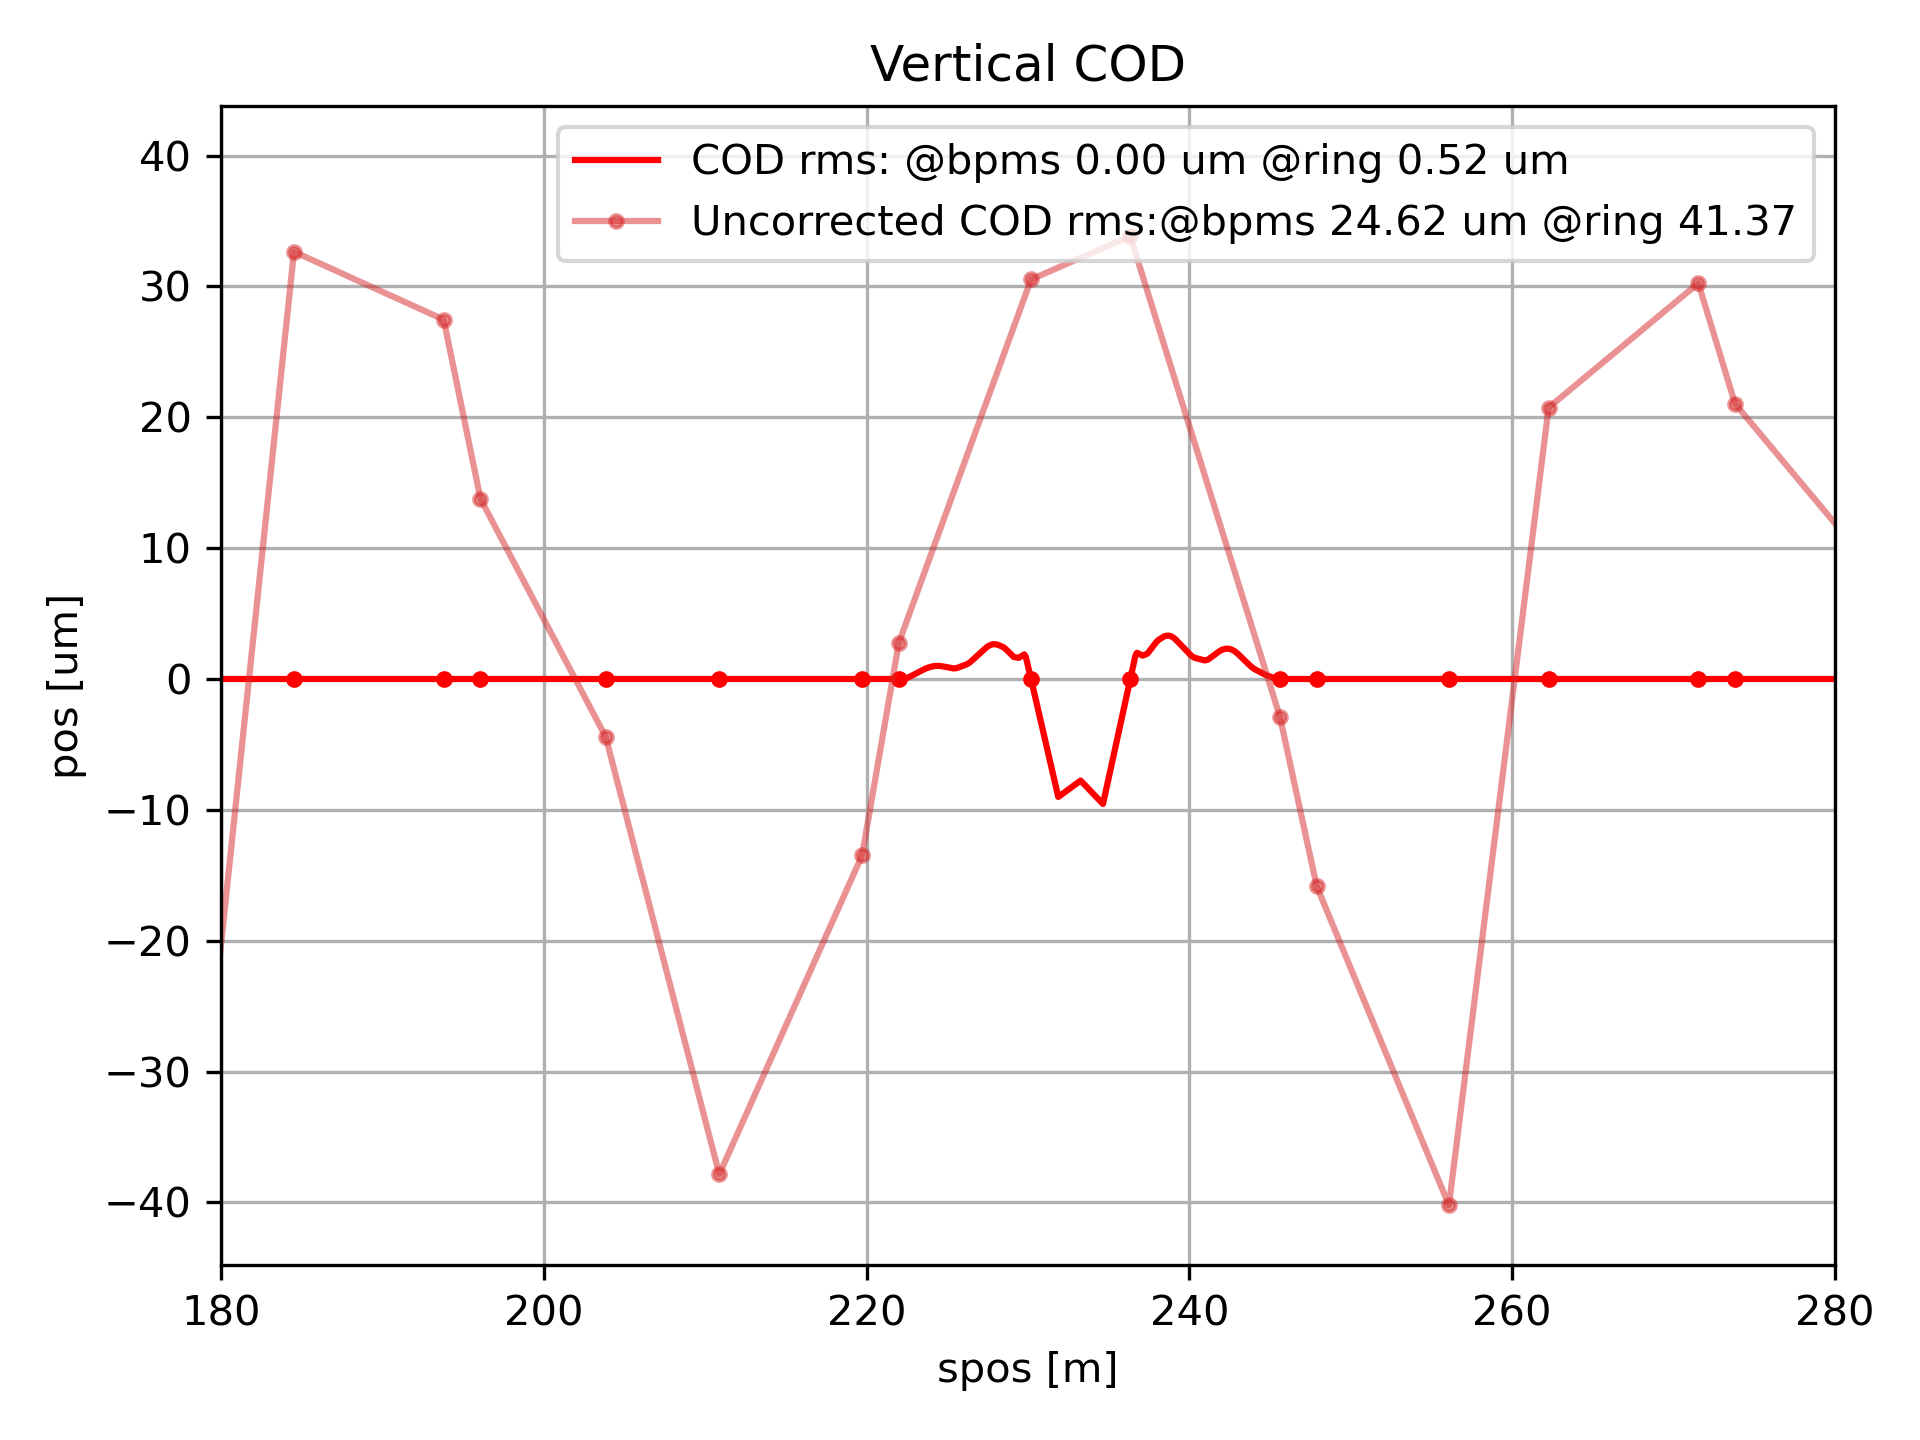 Vertical COD
COD rms: @bpms 0.00 um @ring 0.52 um
Uncorrected COD rms:@bpms 24.62 um @ring 41.37
40
30
20
10
0
−10
−20
−30
−40
pos [um]
180 200 220 240 260 280
spos [m]